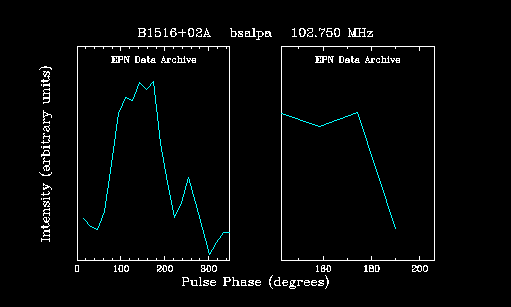 B1516+02A bsalpa 102.750 MHz
EPN Data Archive
EPN Data Archive
Intensity (arbitrary units)
0 100 200 300
160 180 200
Pulse Phase (degrees)